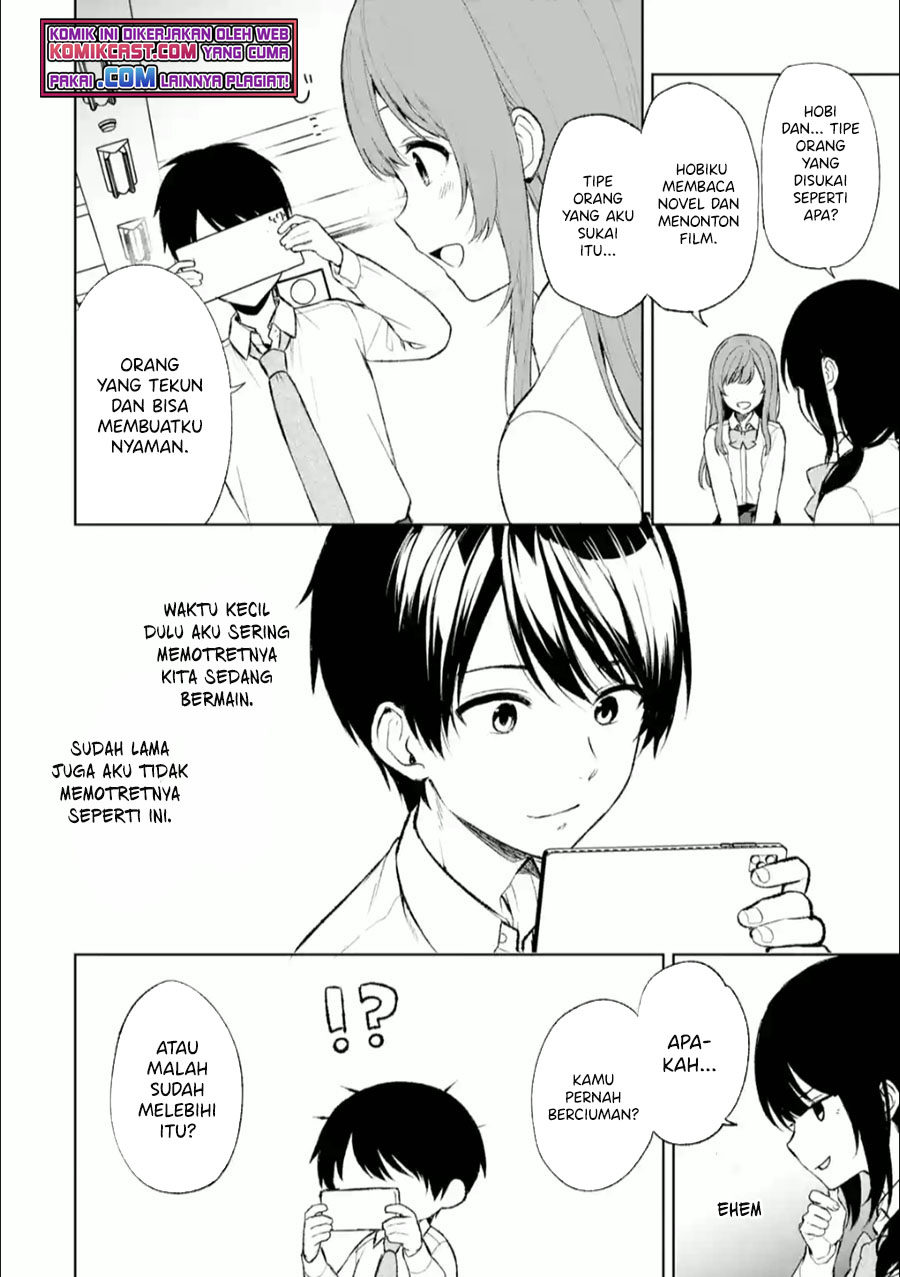 KOMIK INI DIKERJAKAN OLEH WEB
KOMIKCAST.COM YANG CUMA
PAKAI .COM LAINNYA PLAGIAT!
HOBI
DAN... TIPE
ORANG
YANG
DISUKAI
SEPERTI
APA?
HOBIKU
MEMBACA
NOVEL DAN
MENONTON
FILM.
TIPE
ORANG
YANG AKU
SUKAI
ITU...
ORANG
YANG TEKUN
DAN BISA
MEMBUATKU
NYAMAN.
WAKTU KECIL
DULU AKU SERING
MEMOTRETNYA
KITA SEDANG
BERMAIN.
SUDAH LAMA
JUGA AKU TIDAK
MEMOTRETNYA
SEPERTI INI.
APA-
KAH...
KAMU
PERNAH
BERCIUMAN?
EHEM
!?
ATAU
MALAH
SUDAH
MELEBIHI
ITU?